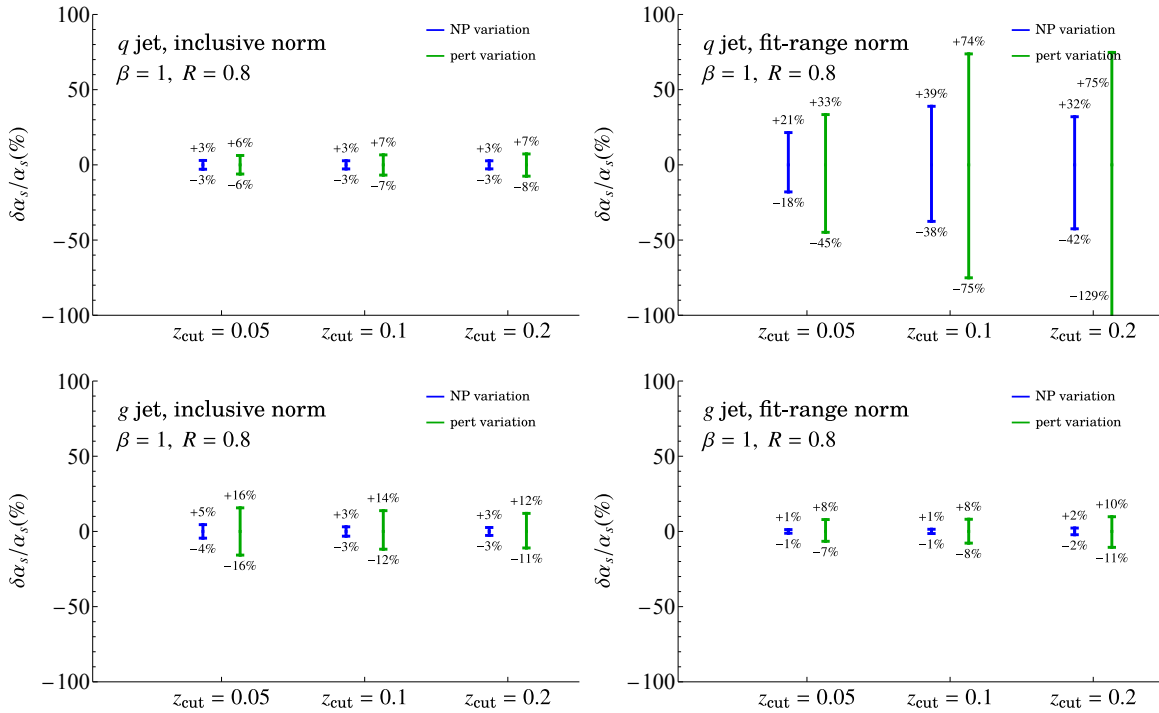 100
50
0
−50
−100
δα_s/α_s(%)
q jet, inclusive norm
β = 1, R = 0.8
NP variation
pert variation
+3%
−3%
+6%
−6%
+3%
−3%
+7%
−7%
+3%
−3%
+7%
−8%
z_cut = 0.05
z_cut = 0.1
z_cut = 0.2
100
50
0
−50
−100
δα_s/α_s(%)
q jet, fit-range norm
β = 1, R = 0.8
NP variation
pert variation
+21%
−18%
+33%
−45%
+39%
−38%
+74%
−75%
+32%
−42%
+75%
−129%
z_cut = 0.05
z_cut = 0.1
z_cut = 0.2
100
50
0
−50
−100
δα_s/α_s(%)
g jet, inclusive norm
β = 1, R = 0.8
NP variation
pert variation
+5%
−4%
+16%
−16%
+3%
−3%
+14%
−12%
+3%
−3%
+12%
−11%
z_cut = 0.05
z_cut = 0.1
z_cut = 0.2
100
50
0
−50
−100
δα_s/α_s(%)
g jet, fit-range norm
β = 1, R = 0.8
NP variation
pert variation
+1%
−1%
+8%
−7%
+1%
−1%
+8%
−8%
+2%
−2%
+10%
−11%
z_cut = 0.05
z_cut = 0.1
z_cut = 0.2